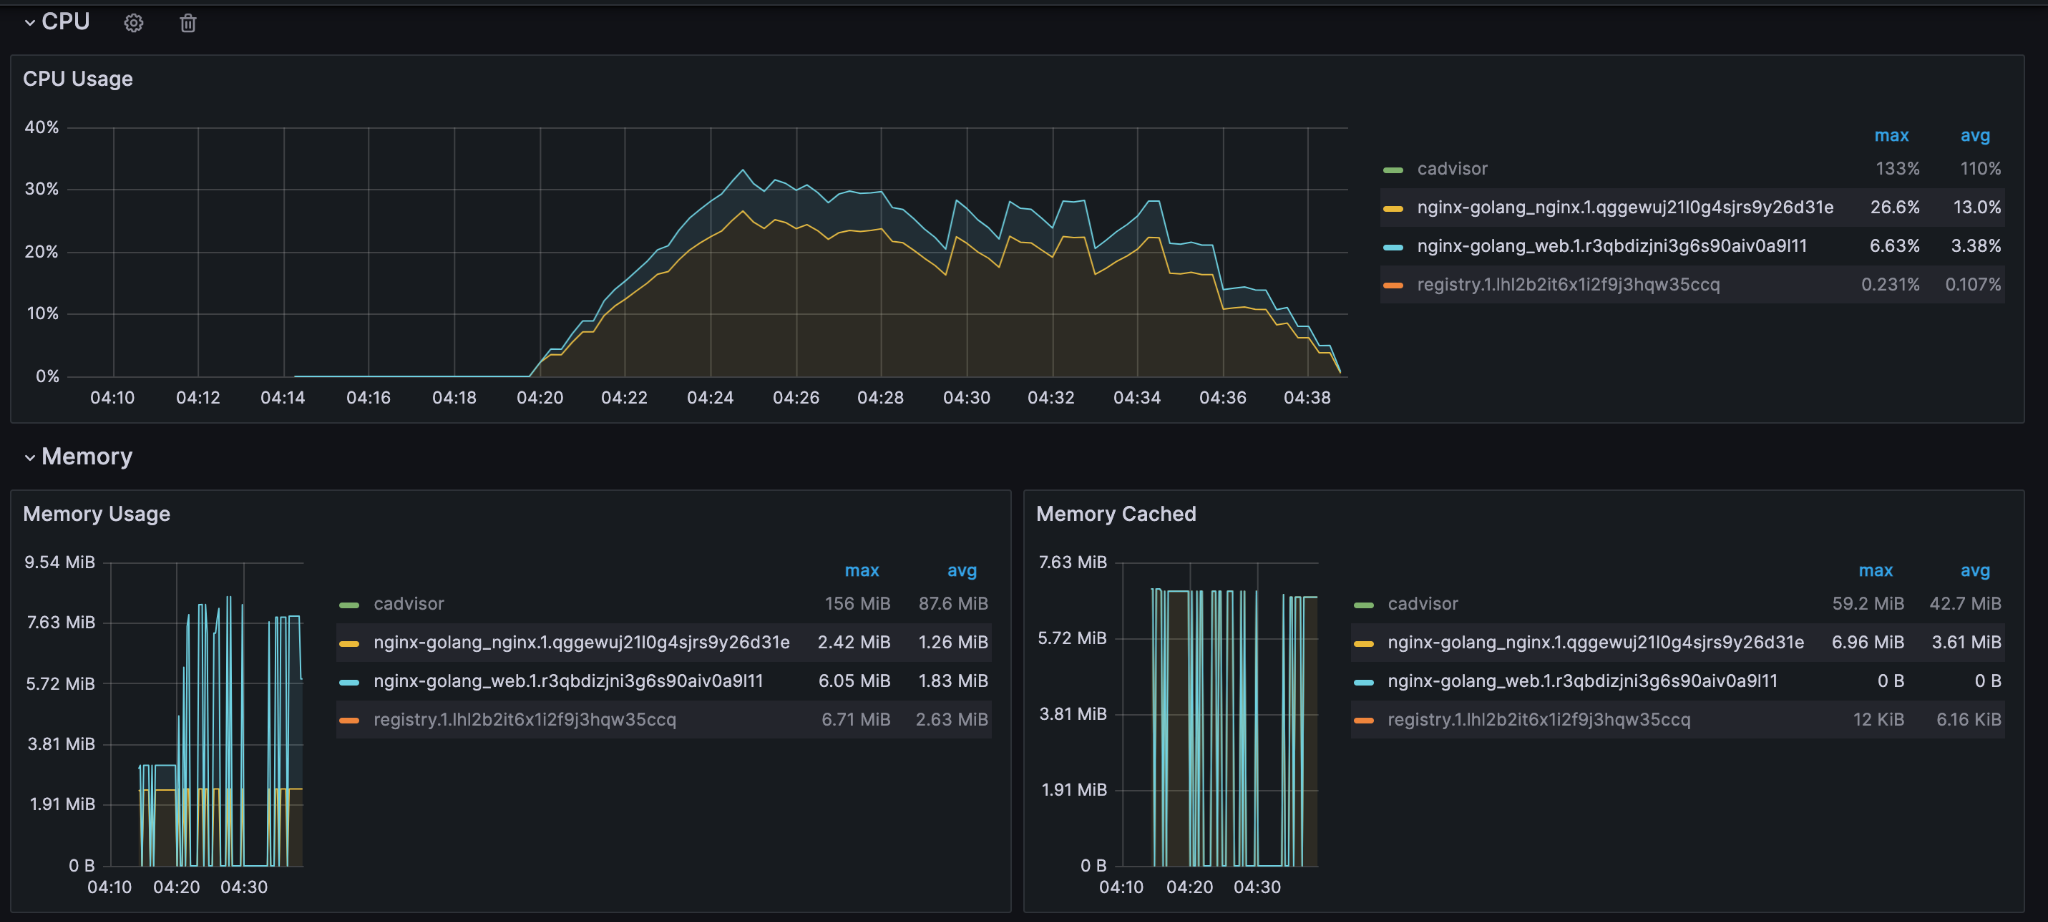 CPU
CPU Usage
40%
30%
20%
10%
0%
04:10 04:12 04:14 04:16 04:18 04:20 04:22 04:24 04:26 04:28 04:30 04:32 04:34 04:36 04:38
max avg
cadvisor 133% 110%
nginx-golang_nginx.1.qggewuj21l0g4sjrs9y26d31e 26.6% 13.0%
nginx-golang_web.1.r3qbdizjni3g6s90aiv0a9l11 6.63% 3.38%
registry.1.lhl2b2it6x1i2f9j3hqw35ccq 0.231% 0.107%
Memory
Memory Usage
9.54 MiB
7.63 MiB
5.72 MiB
3.81 MiB
1.91 MiB
0 B
04:10 04:20 04:30
max avg
cadvisor 156 MiB 87.6 MiB
nginx-golang_nginx.1.qggewuj21l0g4sjrs9y26d31e 2.42 MiB 1.26 MiB
nginx-golang_web.1.r3qbdizjni3g6s90aiv0a9l11 6.05 MiB 1.83 MiB
registry.1.lhl2b2it6x1i2f9j3hqw35ccq 6.71 MiB 2.63 MiB
Memory Cached
7.63 MiB
5.72 MiB
3.81 MiB
1.91 MiB
0 B
04:10 04:20 04:30
max avg
cadvisor 59.2 MiB 42.7 MiB
nginx-golang_nginx.1.qggewuj21l0g4sjrs9y26d31e 6.96 MiB 3.61 MiB
nginx-golang_web.1.r3qbdizjni3g6s90aiv0a9l11 0 B 0 B
registry.1.lhl2b2it6x1i2f9j3hqw35ccq 12 KiB 6.16 KiB